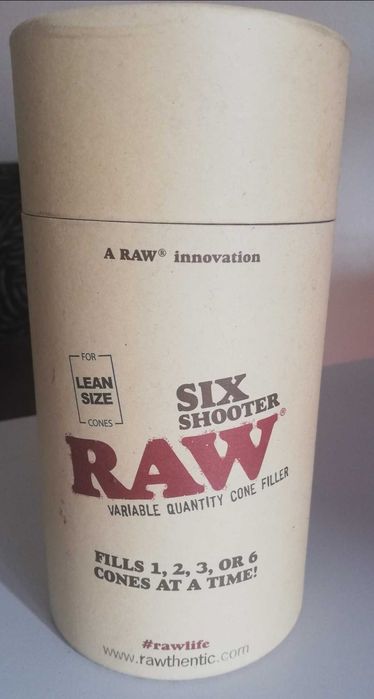 A RAW® innovation
FOR
LEAN
SIZE
CONES
SIX
SHOOTER
RAW®
VARIABLE QUANTITY CONE FILLER
FILLS 1, 2, 3, OR 6
CONES AT A TIME!
#rawlife
www.rawthentic.com